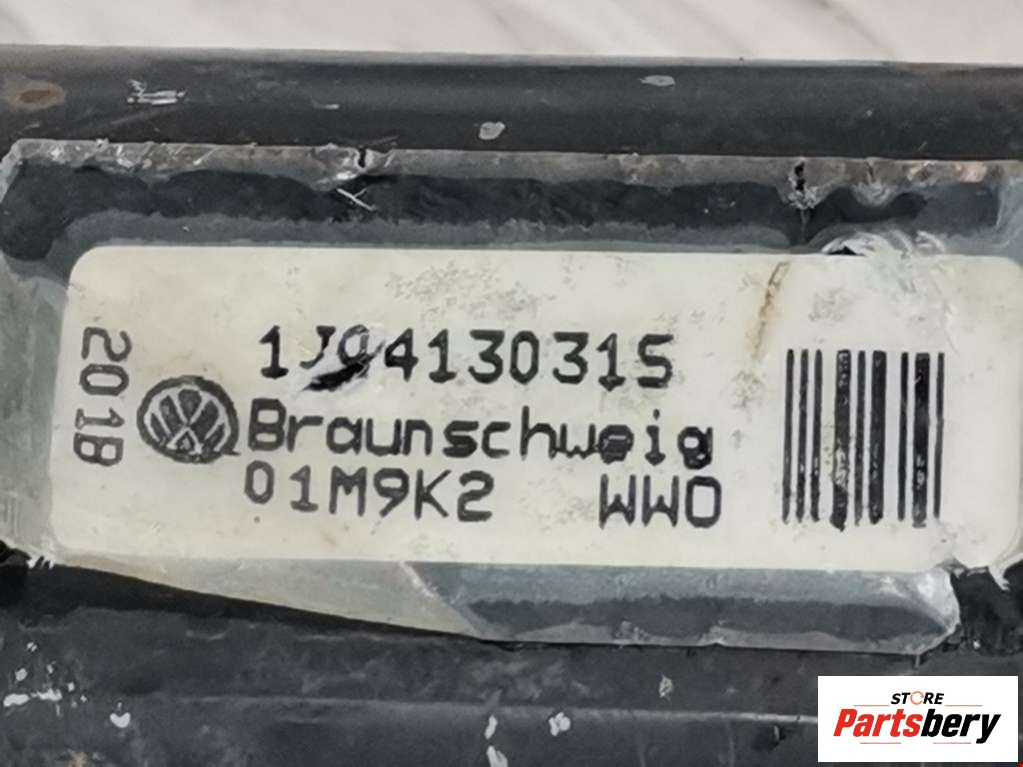 1J0413031S
Braunschweig
01M9K2 WWO
2018
STORE
Partsbery